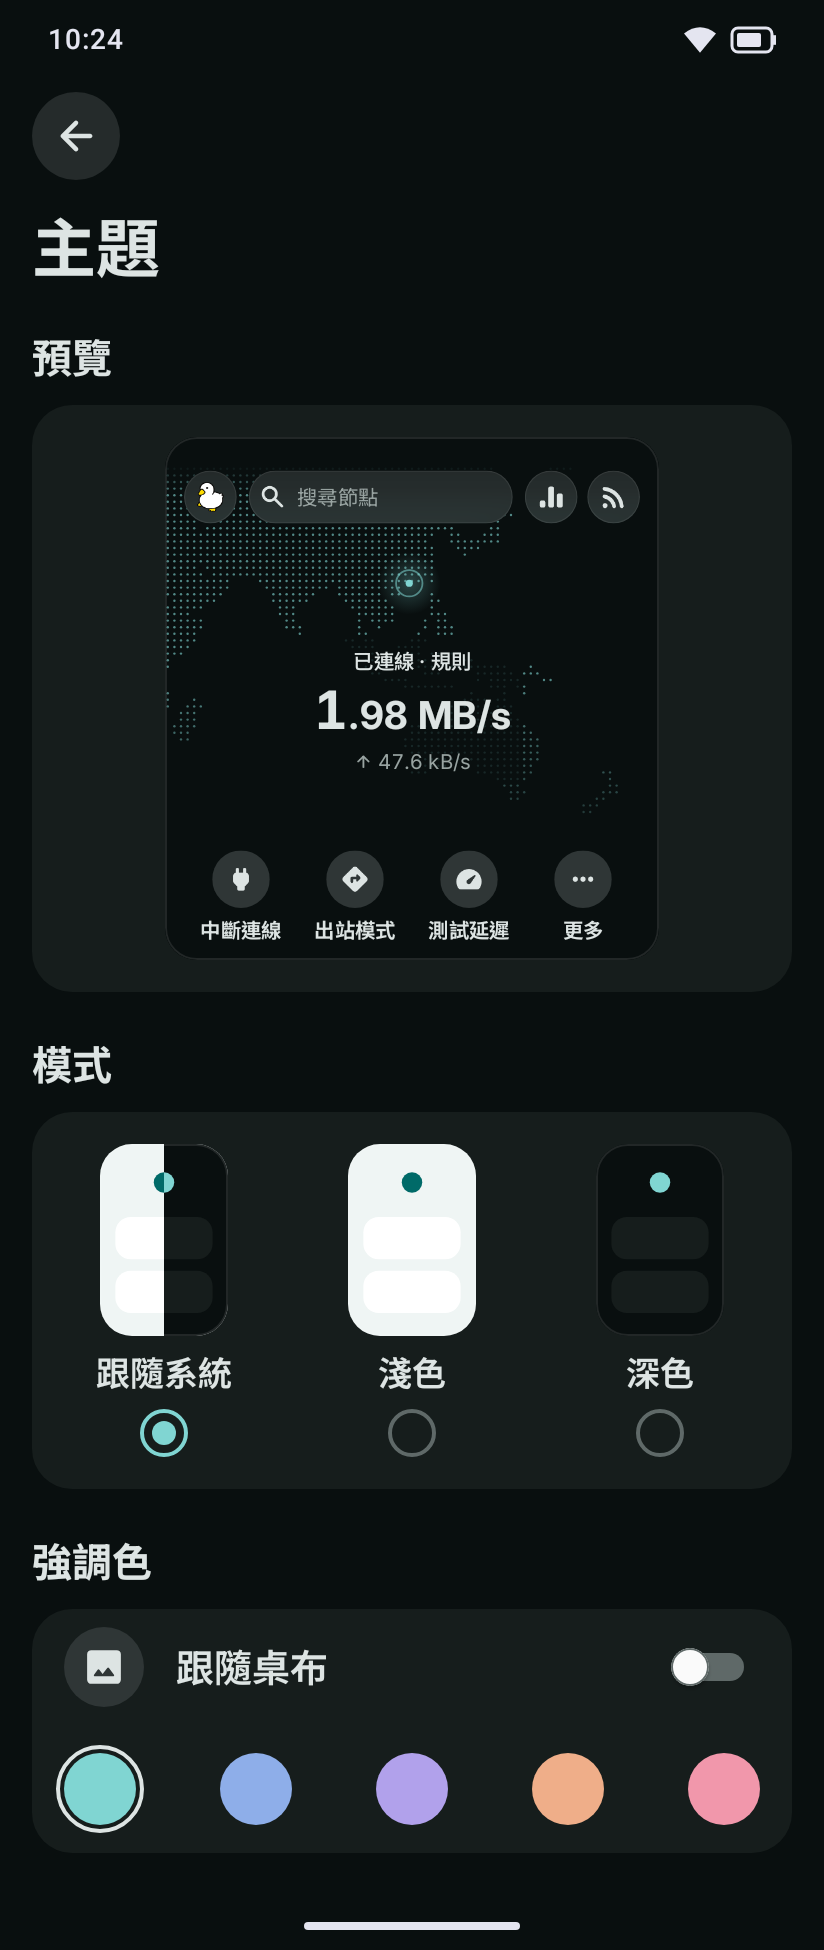 10:24
主題
預覽
搜尋節點
已連線 · 規則
1.98 MB/s
↑ 47.6 kB/s
中斷連線 出站模式 測試延遲 更多
模式
跟隨系統 淺色 深色
強調色
跟隨桌布